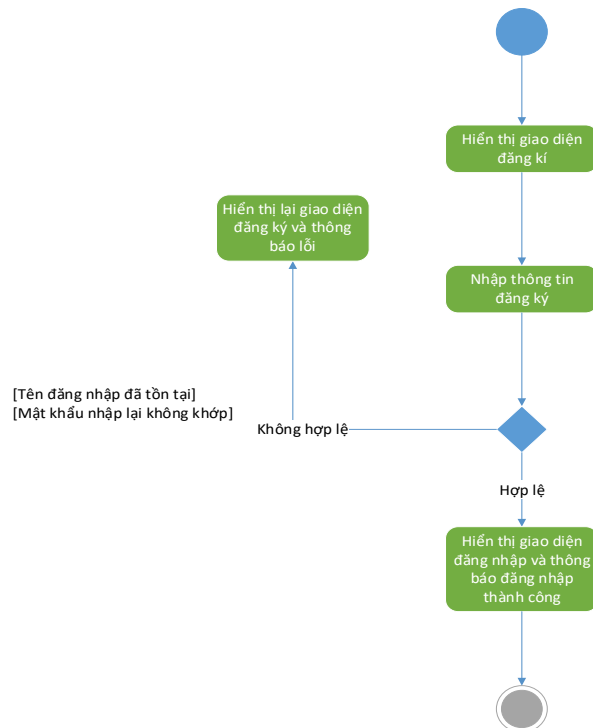 Hiển thị giao diện
đăng kí
Hiển thị lại giao diện
đăng ký và thông
báo lỗi
Nhập thông tin
đăng ký
[Tên đăng nhập đã tồn tại]
[Mật khẩu nhập lại không khớp]
Không hợp lệ
Hợp lệ
Hiển thị giao diện
đăng nhập và thông
báo đăng nhập
thành công